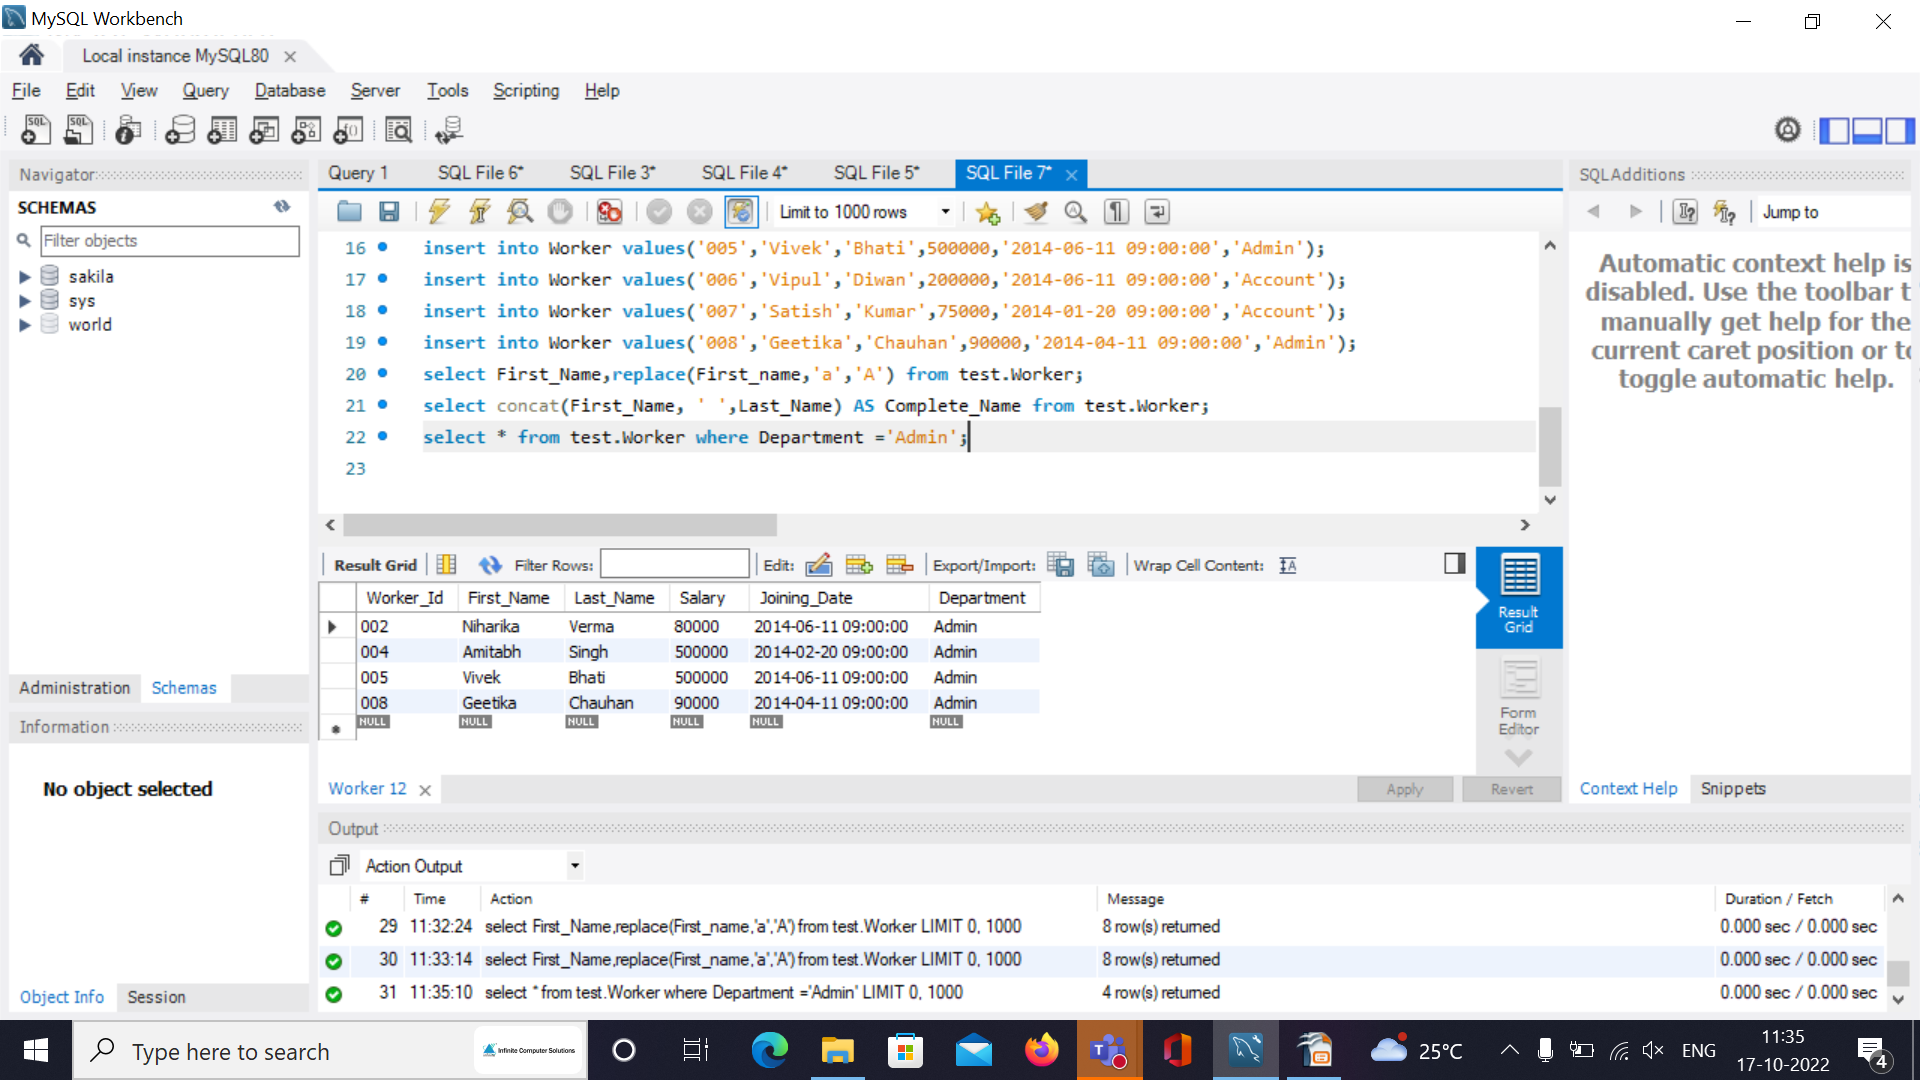 MySQL Workbench
Local instance MySQL80
File Edit View Query Database Server Tools Scripting Help
Navigator
SCHEMAS
Filter objects
sakila
sys
world
Administration Schemas
Information
No object selected
Object Info Session
Query 1 SQL File 6* SQL File 3* SQL File 4* SQL File 5* SQL File 7*
Limit to 1000 rows
16 insert into Worker values('005','Vivek','Bhati',500000,'2014-06-11 09:00:00','Admin');
17 insert into Worker values('006','Vipul','Diwan',200000,'2014-06-11 09:00:00','Account');
18 insert into Worker values('007','Satish','Kumar',75000,'2014-01-20 09:00:00','Account');
19 insert into Worker values('008','Geetika','Chauhan',90000,'2014-04-11 09:00:00','Admin');
20 select First_Name,replace(First_name,'a','A') from test.Worker;
21 select concat(First_Name, ' ',Last_Name) AS Complete_Name from test.Worker;
22 select * from test.Worker where Department ='Admin';
23
Result Grid Filter Rows: Edit: Export/Import: Wrap Cell Content:
Worker_Id First_Name Last_Name Salary Joining_Date Department
002 Niharika Verma 80000 2014-06-11 09:00:00 Admin
004 Amitabh Singh 500000 2014-02-20 09:00:00 Admin
005 Vivek Bhati 500000 2014-06-11 09:00:00 Admin
008 Geetika Chauhan 90000 2014-04-11 09:00:00 Admin
NULL NULL NULL NULL NULL NULL
Result
Grid
Form
Editor
Worker 12
Apply Revert
SQLAdditions
Jump to
Automatic context help is
disabled. Use the toolbar t
manually get help for the
current caret position or to
toggle automatic help.
Context Help Snippets
Output
Action Output
# Time Action Message Duration / Fetch
29 11:32:24 select First_Name,replace(First_name,'a','A') from test.Worker LIMIT 0, 1000 8 row(s) returned 0.000 sec / 0.000 sec
30 11:33:14 select First_Name,replace(First_name,'a','A') from test.Worker LIMIT 0, 1000 8 row(s) returned 0.000 sec / 0.000 sec
31 11:35:10 select * from test.Worker where Department ='Admin' LIMIT 0, 1000 4 row(s) returned 0.000 sec / 0.000 sec
Type here to search
Infinite Computer Solutions
25°C
ENG
11:35
17-10-2022
4